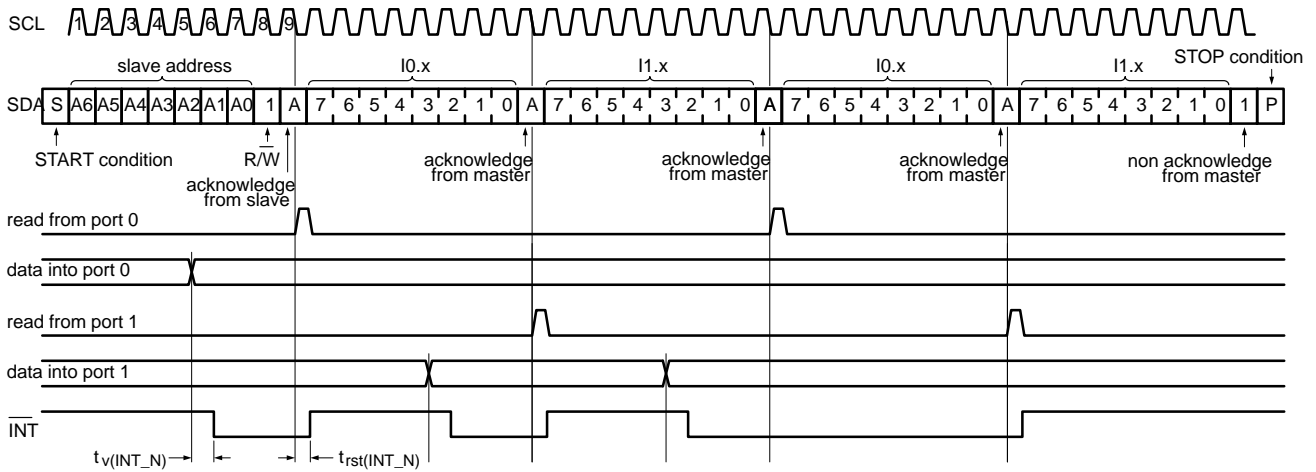 SCL 1 2 3 4 5 6 7 8 9
slave address I0.x I1.x I0.x I1.x STOP condition
SDA S A6 A5 A4 A3 A2 A1 A0 1 A 7 6 5 4 3 2 1 0 A 7 6 5 4 3 2 1 0 A 7 6 5 4 3 2 1 0 A 7 6 5 4 3 2 1 0 1 P
START condition R/W acknowledge from master acknowledge from master acknowledge from master non acknowledge from master
acknowledge from slave
read from port 0
data into port 0
read from port 1
data into port 1
INT
tv(INT_N) trst(INT_N)